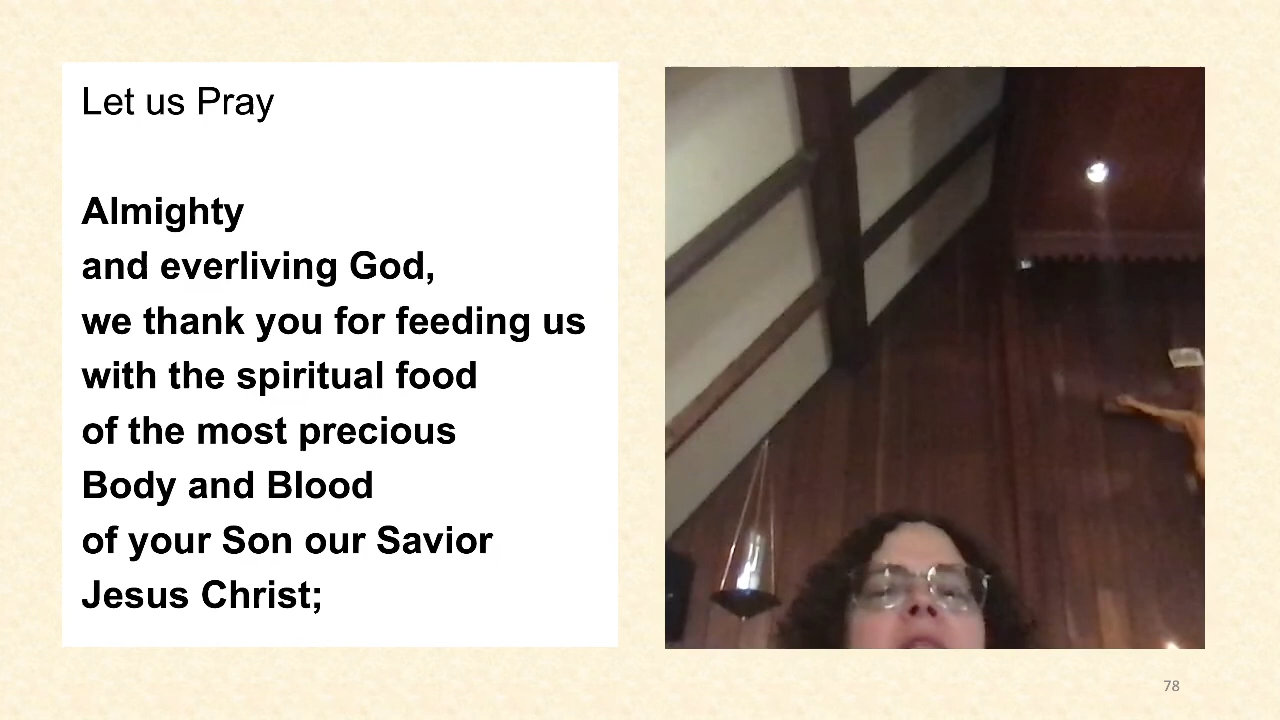 Let us Pray
Almighty
and everliving God,
we thank you for feeding us
with the spiritual food
of the most precious
Body and Blood
of your Son our Savior
Jesus Christ;
78